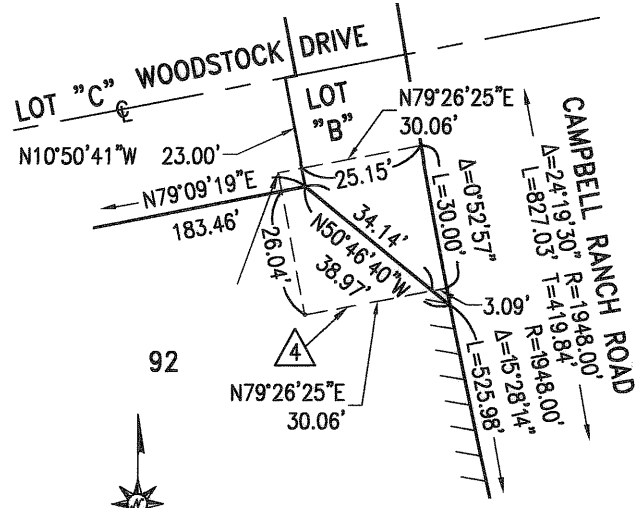 LOT "C" ℄ WOODSTOCK DRIVE
LOT
"B"
N79°26'25"E
30.06'
N10°50'41"W 23.00'
N79°09'19"E
183.46'
25.15'
34.14'
N50°46'40"W
38.97'
26.04'
Δ=0°52'57"
L=30.00'
CAMPBELL RANCH ROAD
Δ=24°19'30" R=1948.00'
L=827.03' T=419.84'
3.09'
R=1948.00'
Δ=15°28'14"
L=525.98'
4
N79°26'25"E
30.06'
92
N